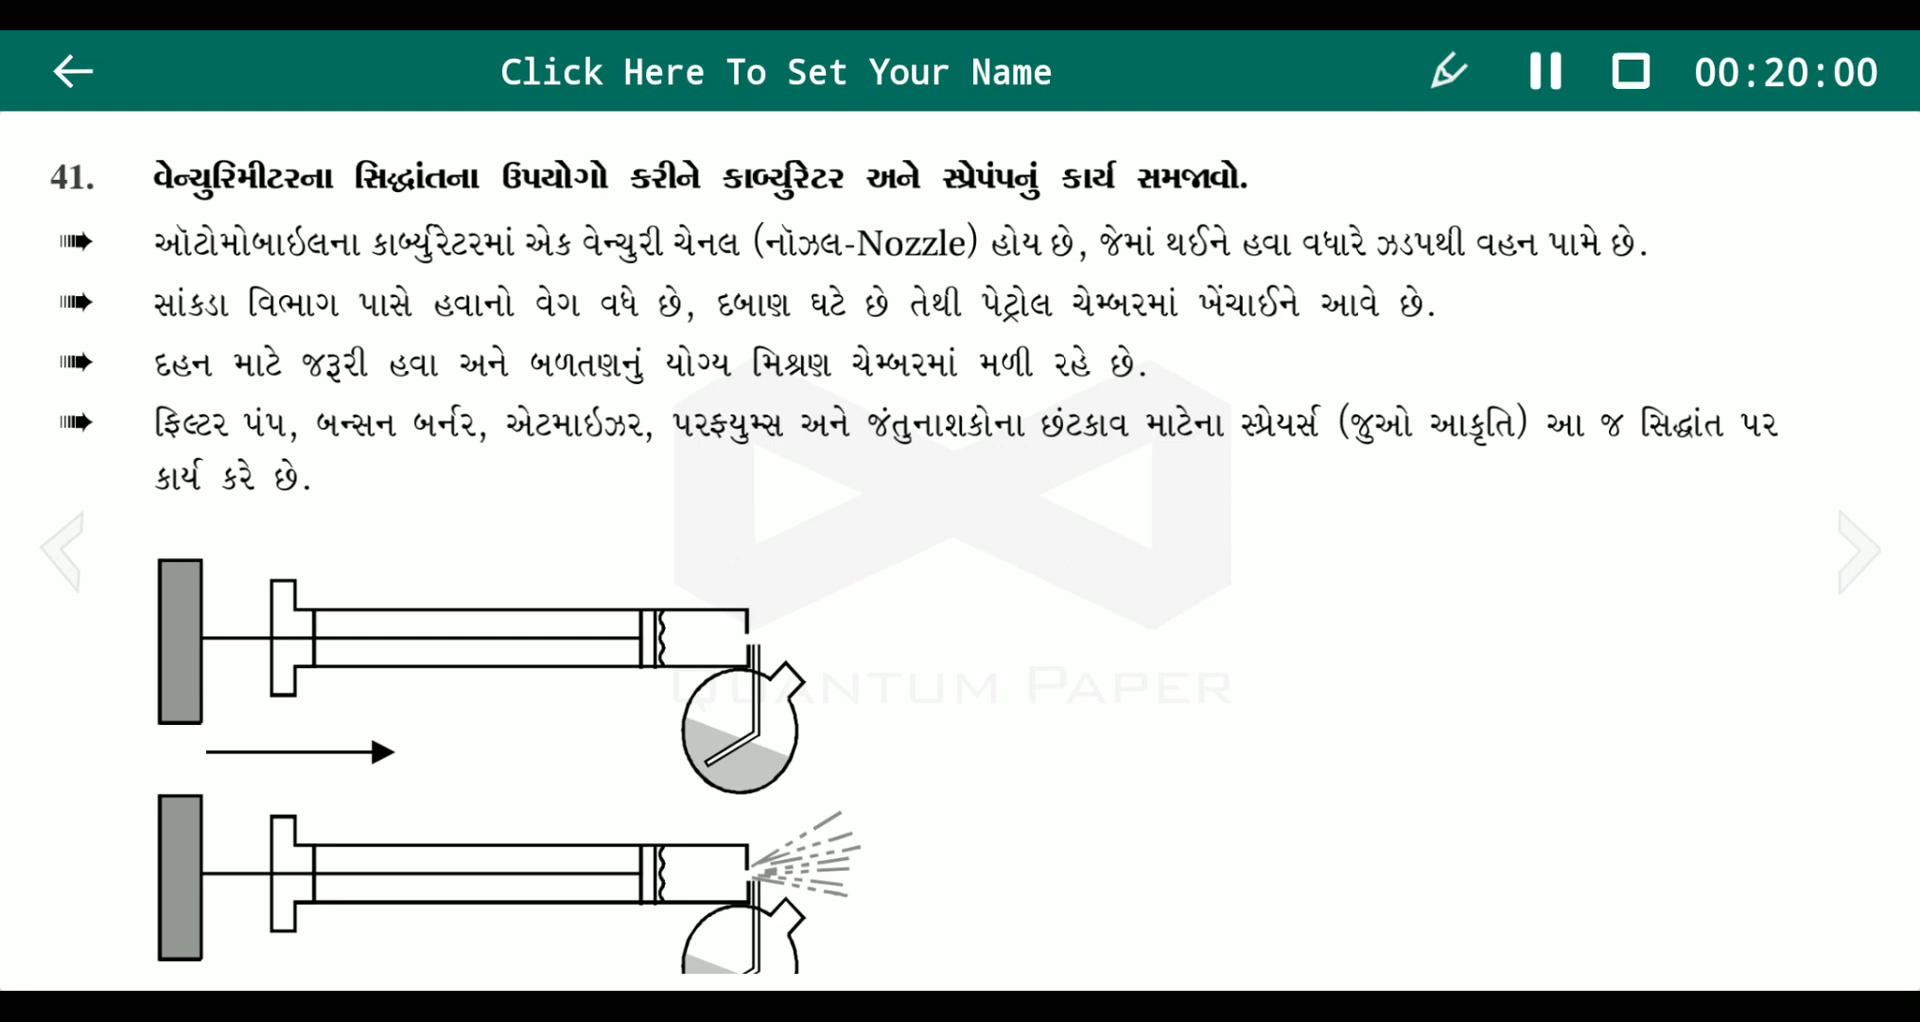 Click Here To Set Your Name
00:20:00
41. વેન્ચુરિમીટરના સિદ્ધાંતના ઉપયોગો કરીને કાર્બ્યુરેટર અને સ્પ્રેપંપનું કાર્ય સમજાવો.
ઑટોમોબાઇલના કાર્બ્યુરેટરમાં એક વેન્ચુરી ચેનલ (નૉઝલ-Nozzle) હોય છે, જેમાં થઈને હવા વધારે ઝડપથી વહન પામે છે.
સાંકડા વિભાગ પાસે હવાનો વેગ વધે છે, દબાણ ઘટે છે તેથી પેટ્રોલ ચેમ્બરમાં ખેંચાઈને આવે છે.
દહન માટે જરૂરી હવા અને બળતણનું યોગ્ય મિશ્રણ ચેમ્બરમાં મળી રહે છે.
ફિલ્ટર પંપ, બન્સન બર્નર, એટમાઇઝર, પરફ્યુમ્સ અને જંતુનાશકોના છંટકાવ માટેના સ્પ્રેયર્સ (જુઓ આકૃતિ) આ જ સિદ્ધાંત પર
કાર્ય કરે છે.
QUANTUM PAPER